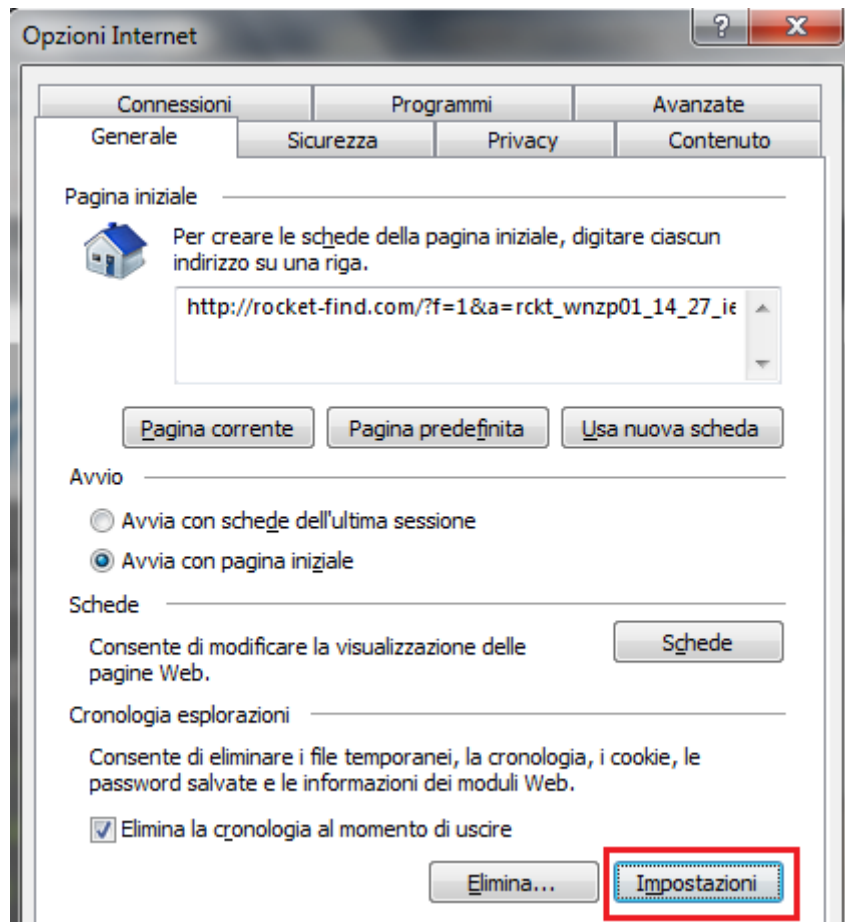 Opzioni Internet
?
X
Connessioni
Programmi
Avanzate
Generale
Sicurezza
Privacy
Contenuto
Pagina iniziale
Per creare le schede della pagina iniziale, digitare ciascun
indirizzo su una riga.
http://rocket-find.com/?f=1&a=rckt_wnzp01_14_27_ie
Pagina corrente
Pagina predefinita
Usa nuova scheda
Avvio
Avvia con schede dell'ultima sessione
Avvia con pagina iniziale
Schede
Consente di modificare la visualizzazione delle
pagine Web.
Schede
Cronologia esplorazioni
Consente di eliminare i file temporanei, la cronologia, i cookie, le
password salvate e le informazioni dei moduli Web.
Elimina la cronologia al momento di uscire
Elimina...
Impostazioni